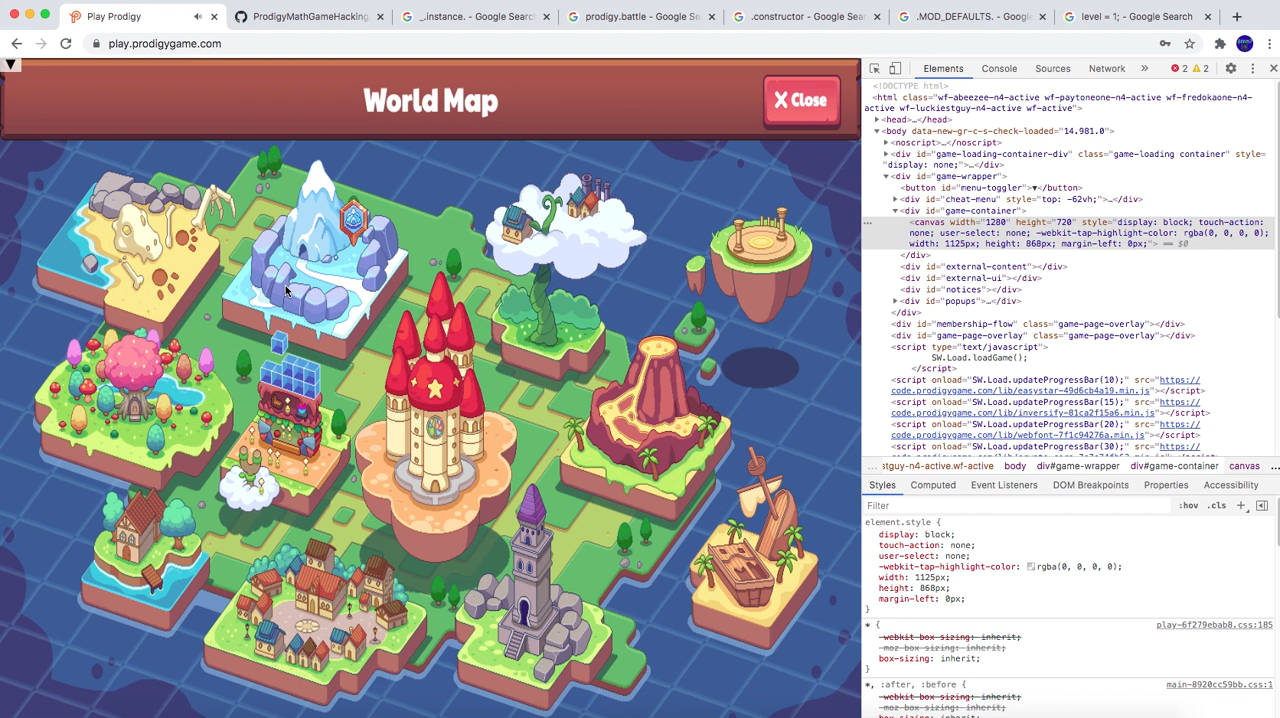 Play Prodigy
ProdigyMathGameHacking
_.instance. - Google Search
prodigy.battle - Google Se
.constructor - Google Sear
.MOD_DEFAULTS. - Google
level = 1; - Google Search
play.prodigygame.com
▼
World Map
X Close
Elements Console Sources Network » 2 2
<!DOCTYPE html>
<html class="wf-abeezee-n4-active wf-paytoneone-n4-active wf-fredokaone-n4-
active wf-luckiestguy-n4-active wf-active">
▶<head>…</head>
▼<body data-new-gr-c-s-check-loaded="14.981.0">
▶<noscript>…</noscript>
▶<div id="game-loading-container-div" class="game-loading container" style=
"display: none;">…</div>
▼<div id="game-wrapper">
<button id="menu-toggler">▼</button>
▶<div id="cheat-menu" style="top: -62vh;">…</div>
▼<div id="game-container">
… <canvas width="1280" height="720" style="display: block; touch-action:
none; user-select: none; -webkit-tap-highlight-color: rgba(0, 0, 0, 0);
width: 1125px; height: 868px; margin-left: 0px;"> == $0
</div>
<div id="external-content"></div>
<div id="external-ui"></div>
<div id="notices"></div>
▶<div id="popups">…</div>
</div>
<div id="membership-flow" class="game-page-overlay"></div>
<div id="game-page-overlay" class="game-page-overlay"></div>
<script type="text/javascript">
SW.Load.loadGame();
</script>
<script onload="SW.Load.updateProgressBar(10);" src="https://
code.prodigygame.com/lib/easystar-49d6cb4a19.min.js"></script>
<script onload="SW.Load.updateProgressBar(15);" src="https://
code.prodigygame.com/lib/inversify-81ca2f15a6.min.js"></script>
<script onload="SW.Load.updateProgressBar(20);" src="https://
code.prodigygame.com/lib/webfont-7f1c94276a.min.js"></script>
<script onload="SW.Load.updateProgressBar(30);" src="https://
… stguy-n4-active.wf-active body div#game-wrapper div#game-container canvas …
Styles Computed Event Listeners DOM Breakpoints Properties Accessibility
Filter :hov .cls +
element.style {
display: block;
touch-action: none;
user-select: none;
-webkit-tap-highlight-color: rgba(0, 0, 0, 0);
width: 1125px;
height: 868px;
margin-left: 0px;
}
* { play-6f279ebab8.css:185
-webkit-box-sizing: inherit;
-moz-box-sizing: inherit;
box-sizing: inherit;
}
*, :after, :before { main-8920cc59bb.css:1
-webkit-box-sizing: inherit;
-moz-box-sizing: inherit;
box-sizing: inherit;